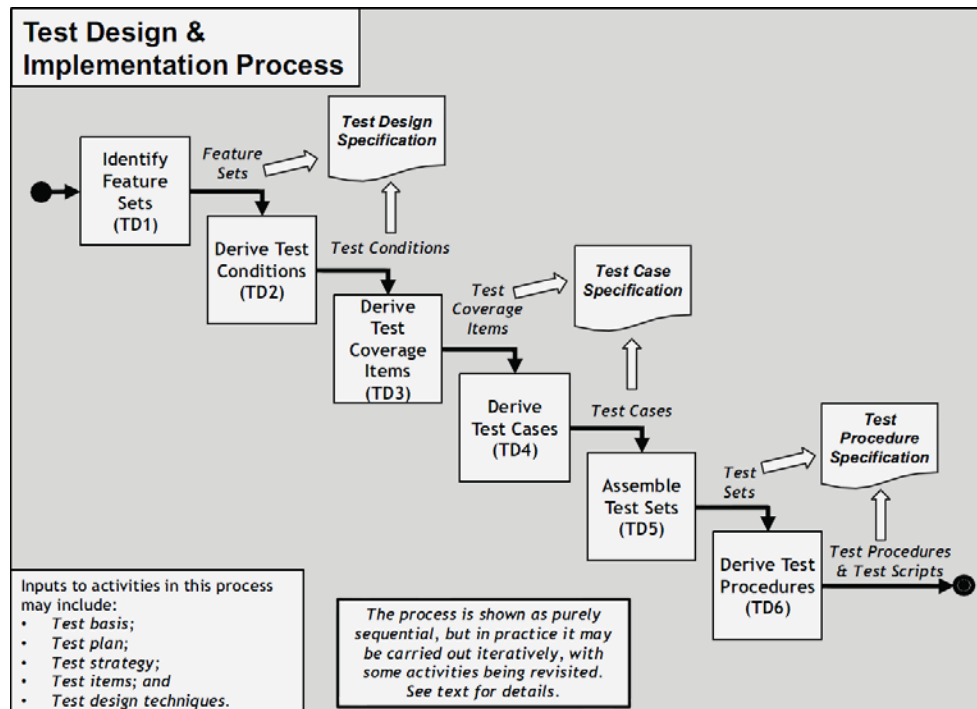 Test Design &
Implementation Process
Test Design
Specification
Identify
Feature
Sets
(TD1)
Feature
Sets
Derive Test
Conditions
(TD2)
Test Conditions
Test Case
Specification
Derive
Test
Coverage
Items
(TD3)
Test
Coverage
Items
Derive
Test Cases
(TD4)
Test Cases
Test
Procedure
Specification
Assemble
Test Sets
(TD5)
Test
Sets
Derive Test
Procedures
(TD6)
Test Procedures
& Test Scripts
Inputs to activities in this process
may include:
• Test basis;
• Test plan;
• Test strategy;
• Test items; and
• Test design techniques.
The process is shown as purely
sequential, but in practice it may
be carried out iteratively, with
some activities being revisited.
See text for details.